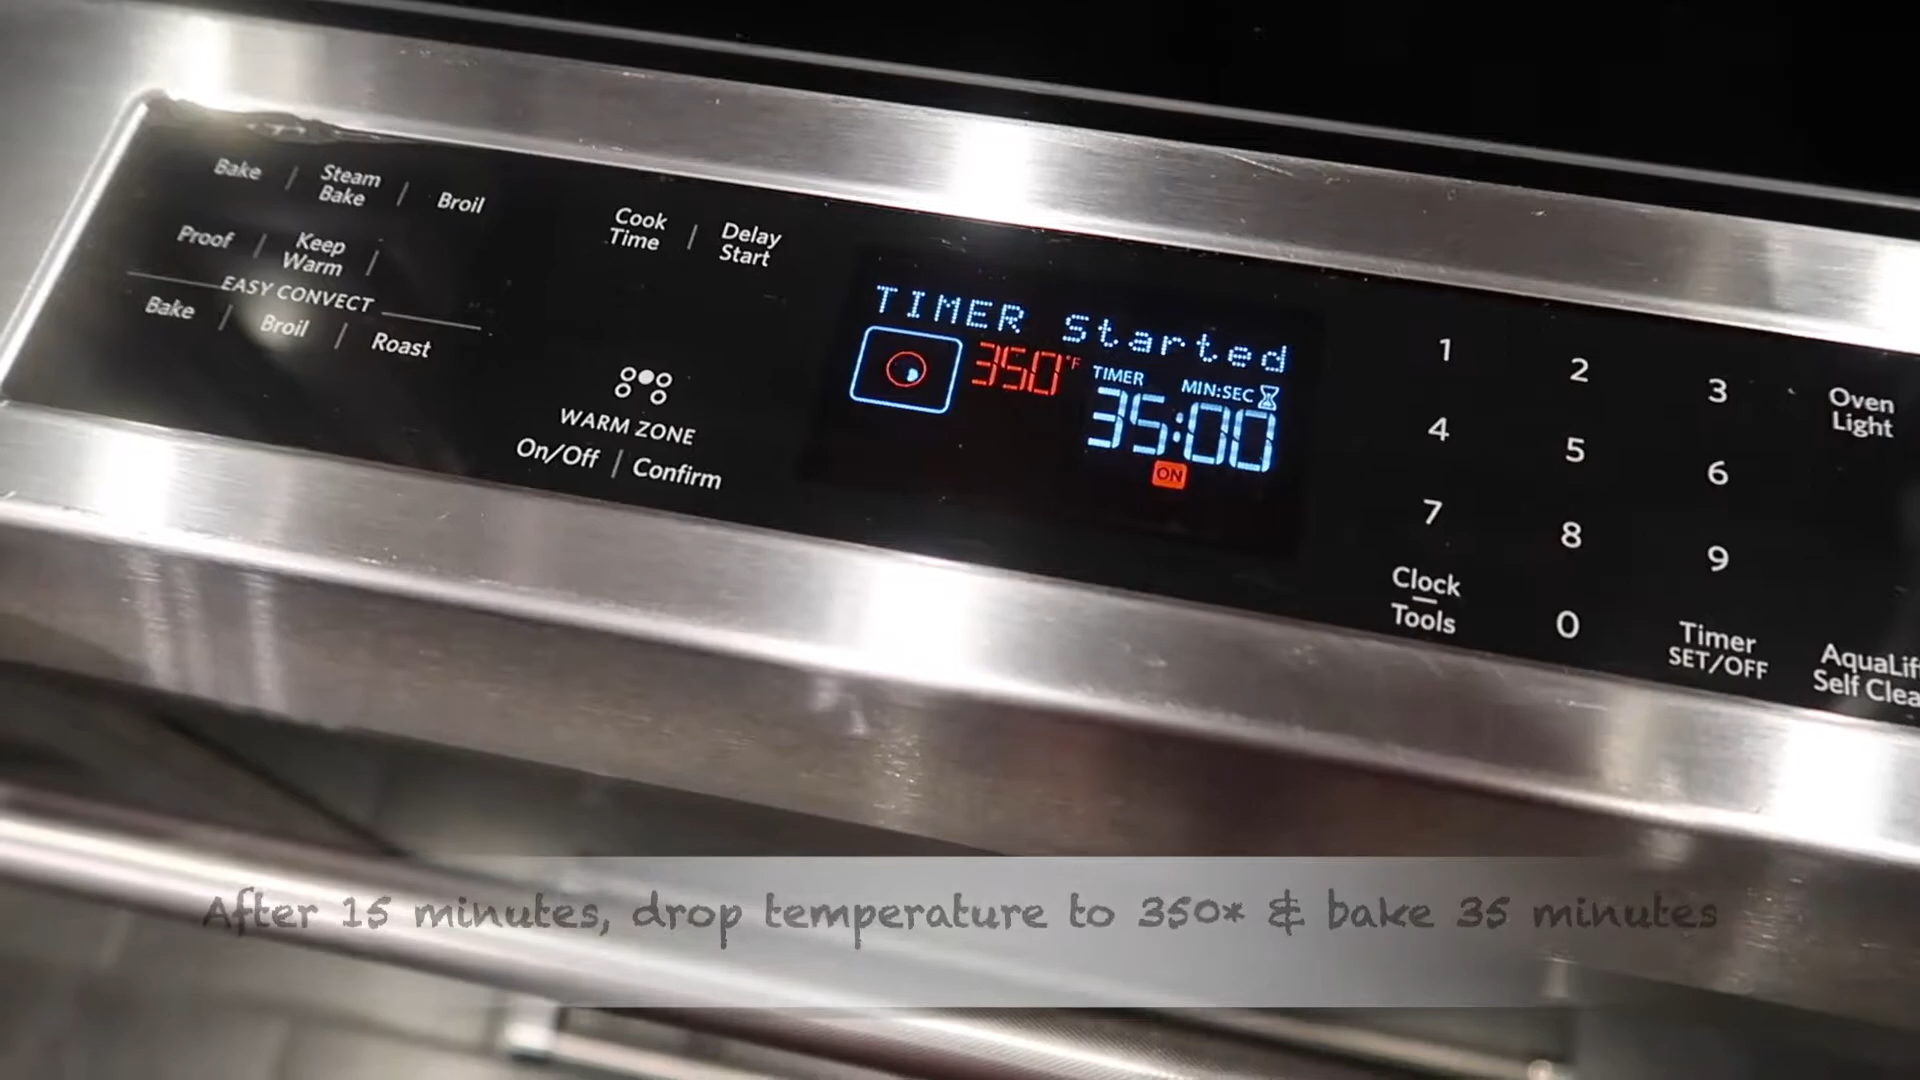 Bake | Steam Bake | Broil
Proof | Keep Warm |
EASY CONVECT
Bake | Broil | Roast
Cook Time | Delay Start
WARM ZONE
On/Off | Confirm
TIMER Started
350°F
TIMER MIN:SEC
35:00
ON
1 2 3
4 5 6
7 8 9
Clock
Tools
0
Timer
SET/OFF
Oven
Light
AquaLif
Self Clea
After 15 minutes, drop temperature to 350* & bake 35 minutes